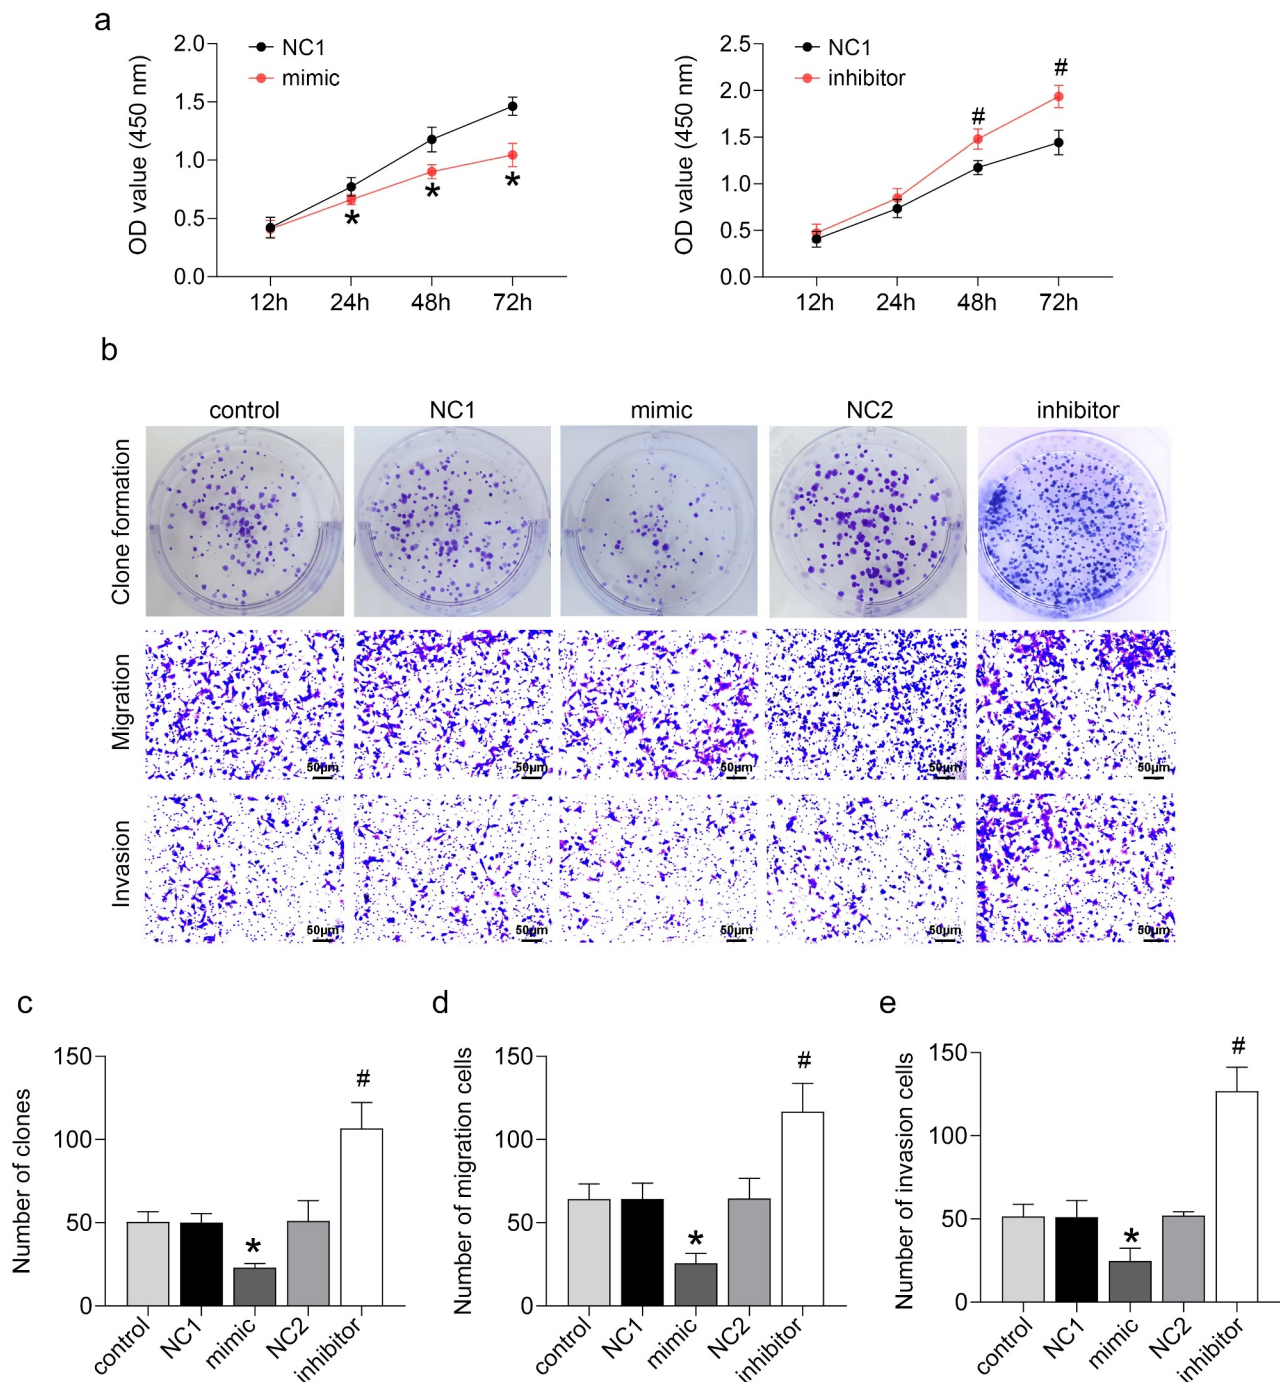 a
2.0
1.5
1.0
0.5
0.0
OD value (450 nm)
NC1
mimic
*
*
*
12h
24h
48h
72h
2.5
2.0
1.5
1.0
0.5
0.0
OD value (450 nm)
NC1
inhibitor
#
#
12h
24h
48h
72h
b
control
NC1
mimic
NC2
inhibitor
Clone formation
Migration
50μm
50μm
50μm
50μm
50μm
Invasion
50μm
50μm
50μm
50μm
50μm
c
150
100
50
0
Number of clones
*
#
control
NC1
mimic
NC2
inhibitor
d
150
100
50
0
Number of migration cells
*
#
control
NC1
mimic
NC2
inhibitor
e
150
100
50
0
Number of invasion cells
*
#
control
NC1
mimic
NC2
inhibitor